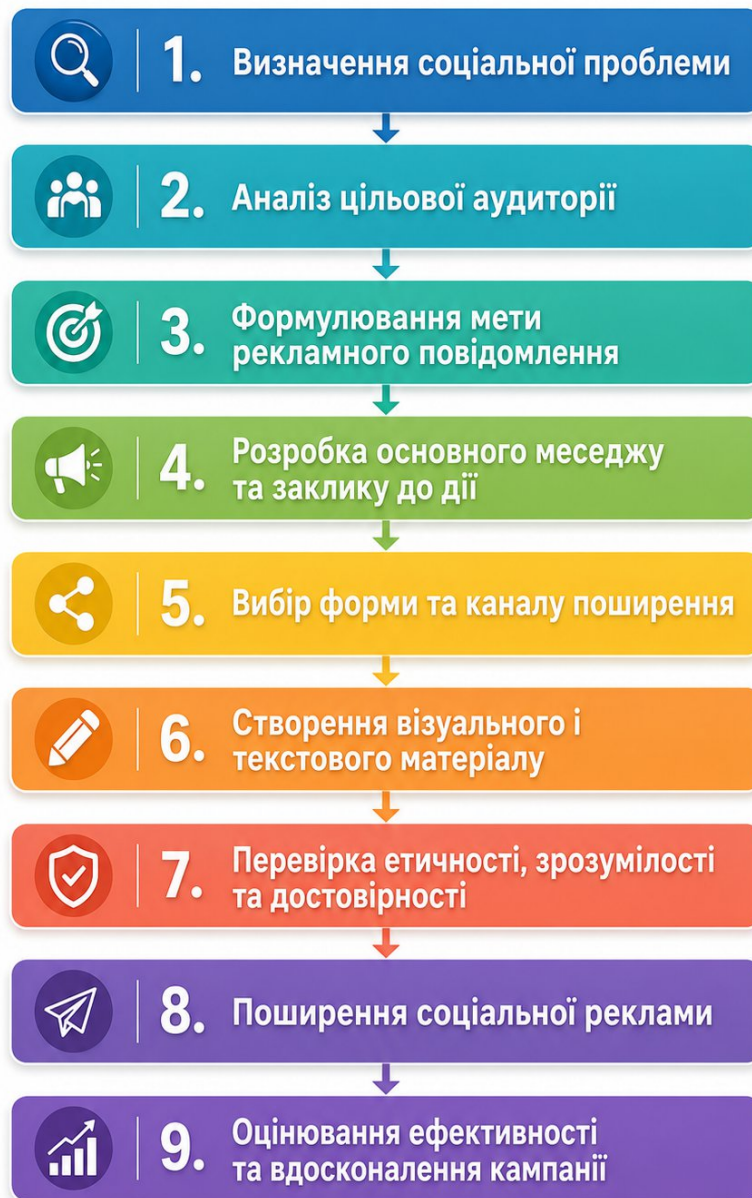 1. Визначення соціальної проблеми
2. Аналіз цільової аудиторії
3. Формулювання мети
рекламного повідомлення
4. Розробка основного меседжу
та заклику до дії
5. Вибір форми та каналу поширення
6. Створення візуального і
текстового матеріалу
7. Перевірка етичності, зрозумілості
та достовірності
8. Поширення соціальної реклами
9. Оцінювання ефективності
та вдосконалення кампанії